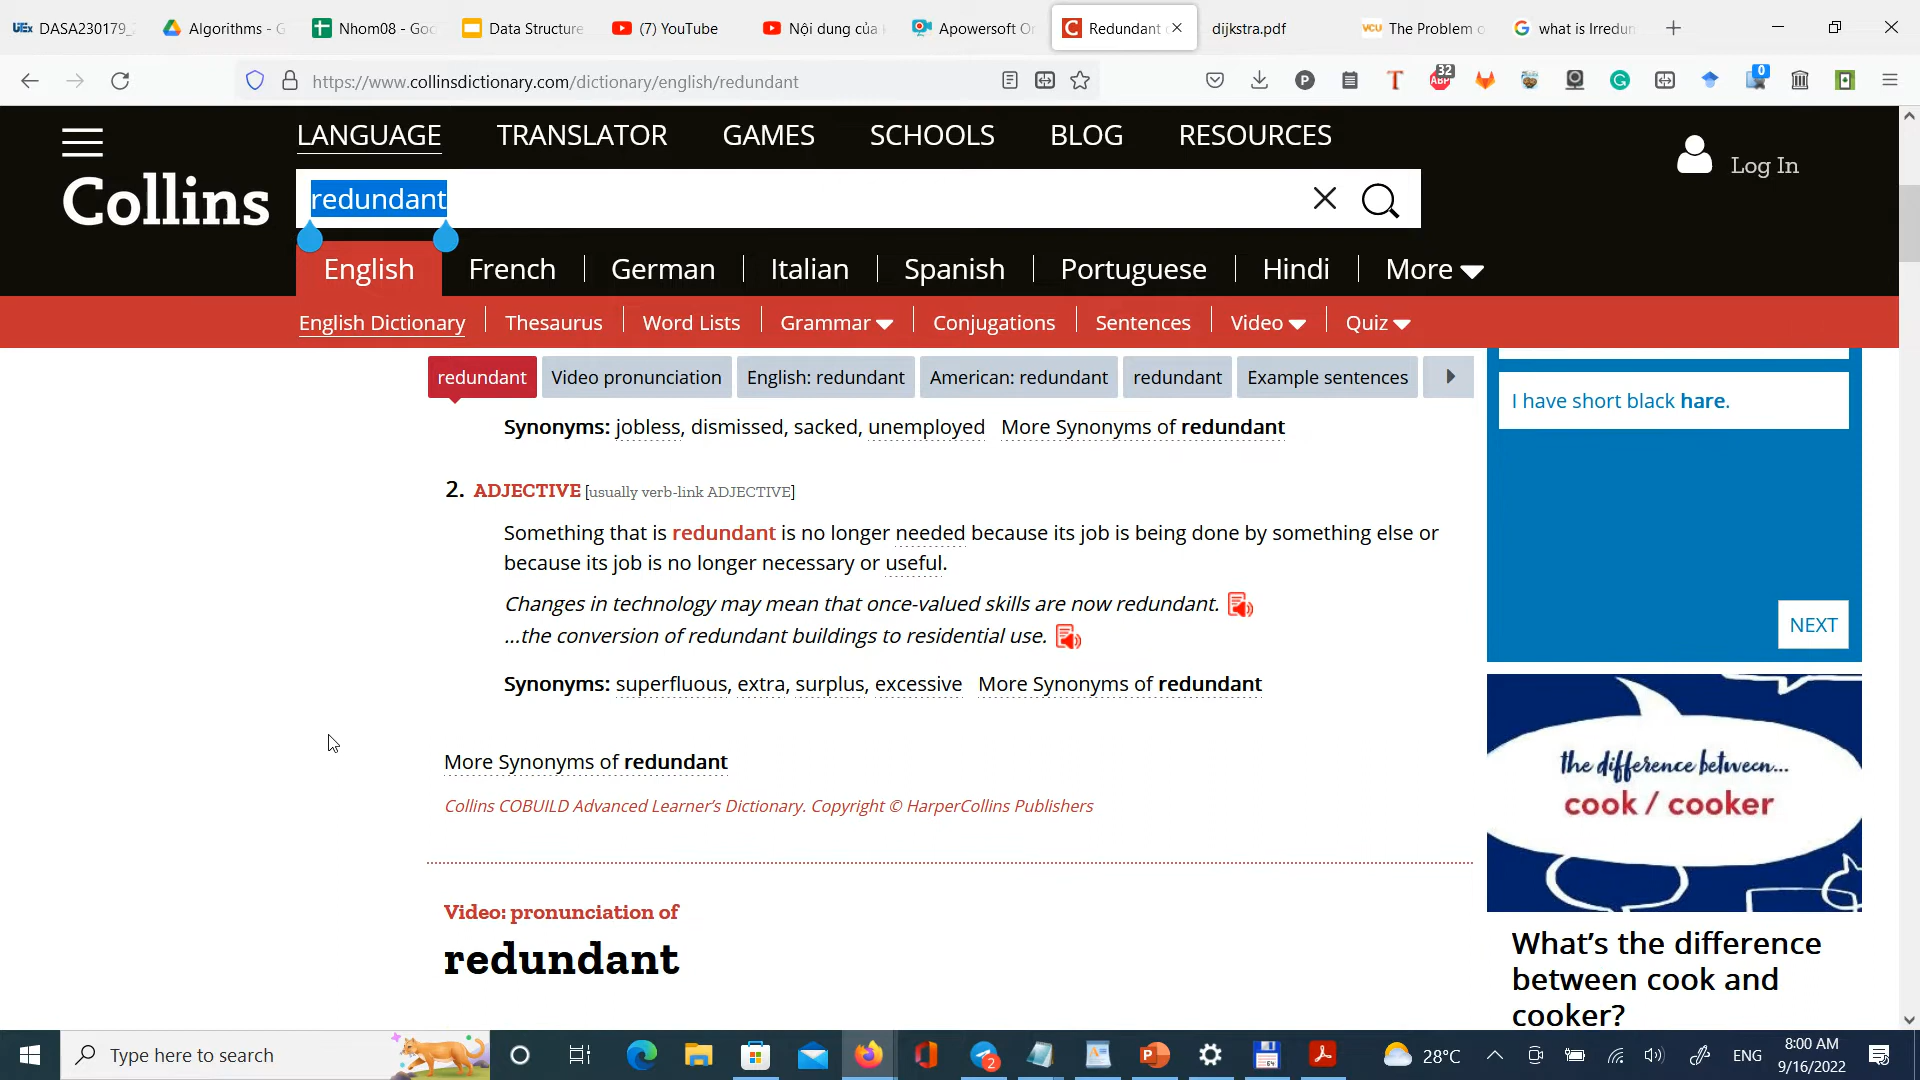 DASA230179_
Algorithms - G
Nhom08 - Goo
Data Structure
(7) YouTube
Nội dung của
Apowersoft On
Redundant
dijkstra.pdf
VCU The Problem o
what is Irredun
https://www.collinsdictionary.com/dictionary/english/redundant
32
0
LANGUAGE TRANSLATOR GAMES SCHOOLS BLOG RESOURCES
Log In
Collins
redundant
English French German Italian Spanish Portuguese Hindi More
English Dictionary Thesaurus Word Lists Grammar Conjugations Sentences Video Quiz
redundant Video pronunciation English: redundant American: redundant redundant Example sentences
Synonyms: jobless, dismissed, sacked, unemployed More Synonyms of redundant
2. ADJECTIVE [usually verb-link ADJECTIVE]
Something that is redundant is no longer needed because its job is being done by something else or
because its job is no longer necessary or useful.
Changes in technology may mean that once-valued skills are now redundant.
...the conversion of redundant buildings to residential use.
Synonyms: superfluous, extra, surplus, excessive More Synonyms of redundant
More Synonyms of redundant
Collins COBUILD Advanced Learner's Dictionary. Copyright © HarperCollins Publishers
Video: pronunciation of
redundant
I have short black hare.
NEXT
the difference between...
cook / cooker
What's the difference
between cook and
cooker?
Type here to search
2
28°C
ENG
8:00 AM
9/16/2022